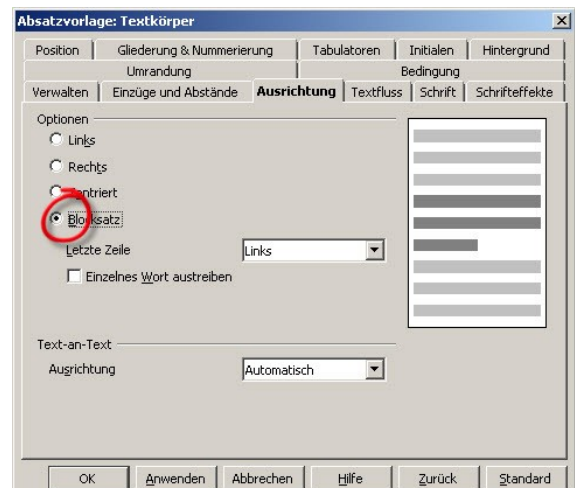 Absatzvorlage: Textkörper
Position Gliederung & Nummerierung Tabulatoren Initialen Hintergrund
Umrandung Bedingung
Verwalten Einzüge und Abstände Ausrichtung Textfluss Schrift Schrifteffekte
Optionen
Links
Rechts
Zentriert
Blocksatz
Letzte Zeile Links
Einzelnes Wort austreiben
Text-an-Text
Ausrichtung Automatisch
OK Anwenden Abbrechen Hilfe Zurück Standard